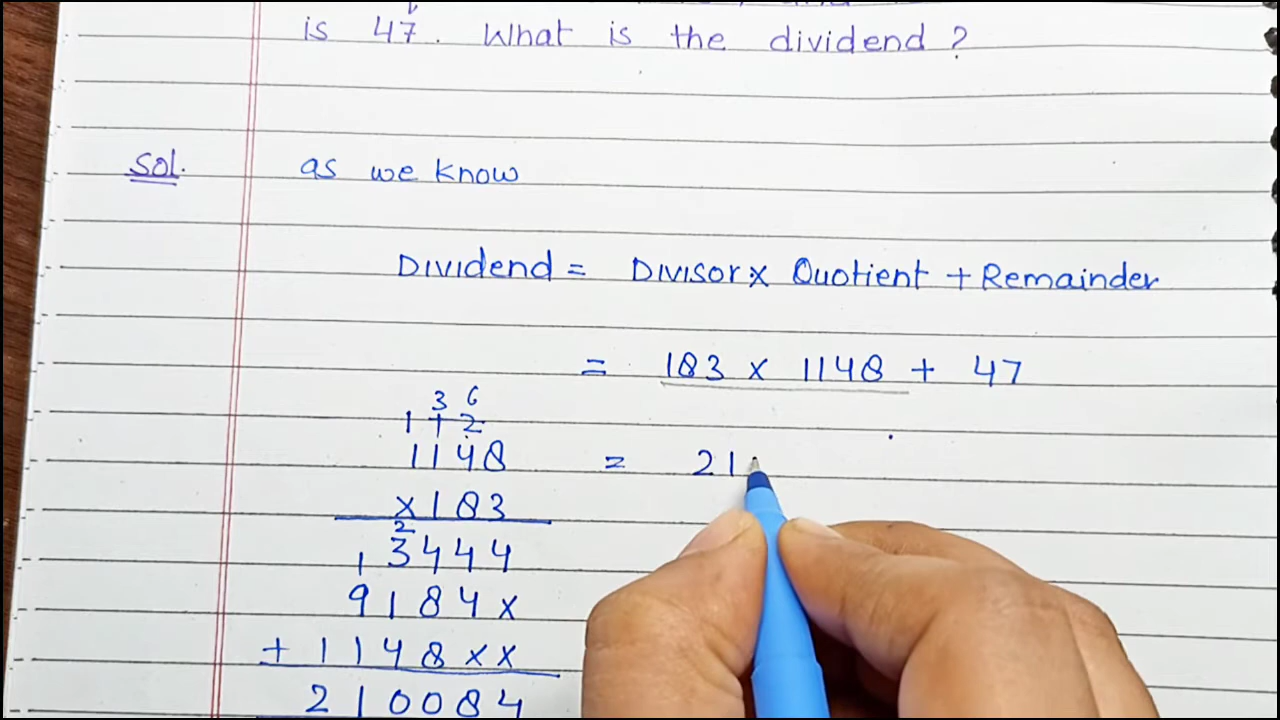 is 47. What is the dividend ?
Sol. as we know
Dividend = Divisor x Quotient + Remainder
= 183 x 1148 + 47
3 6
1 1 2
1148 = 21
x 183
2
1 3444
9184x
+ 1148xx
210084